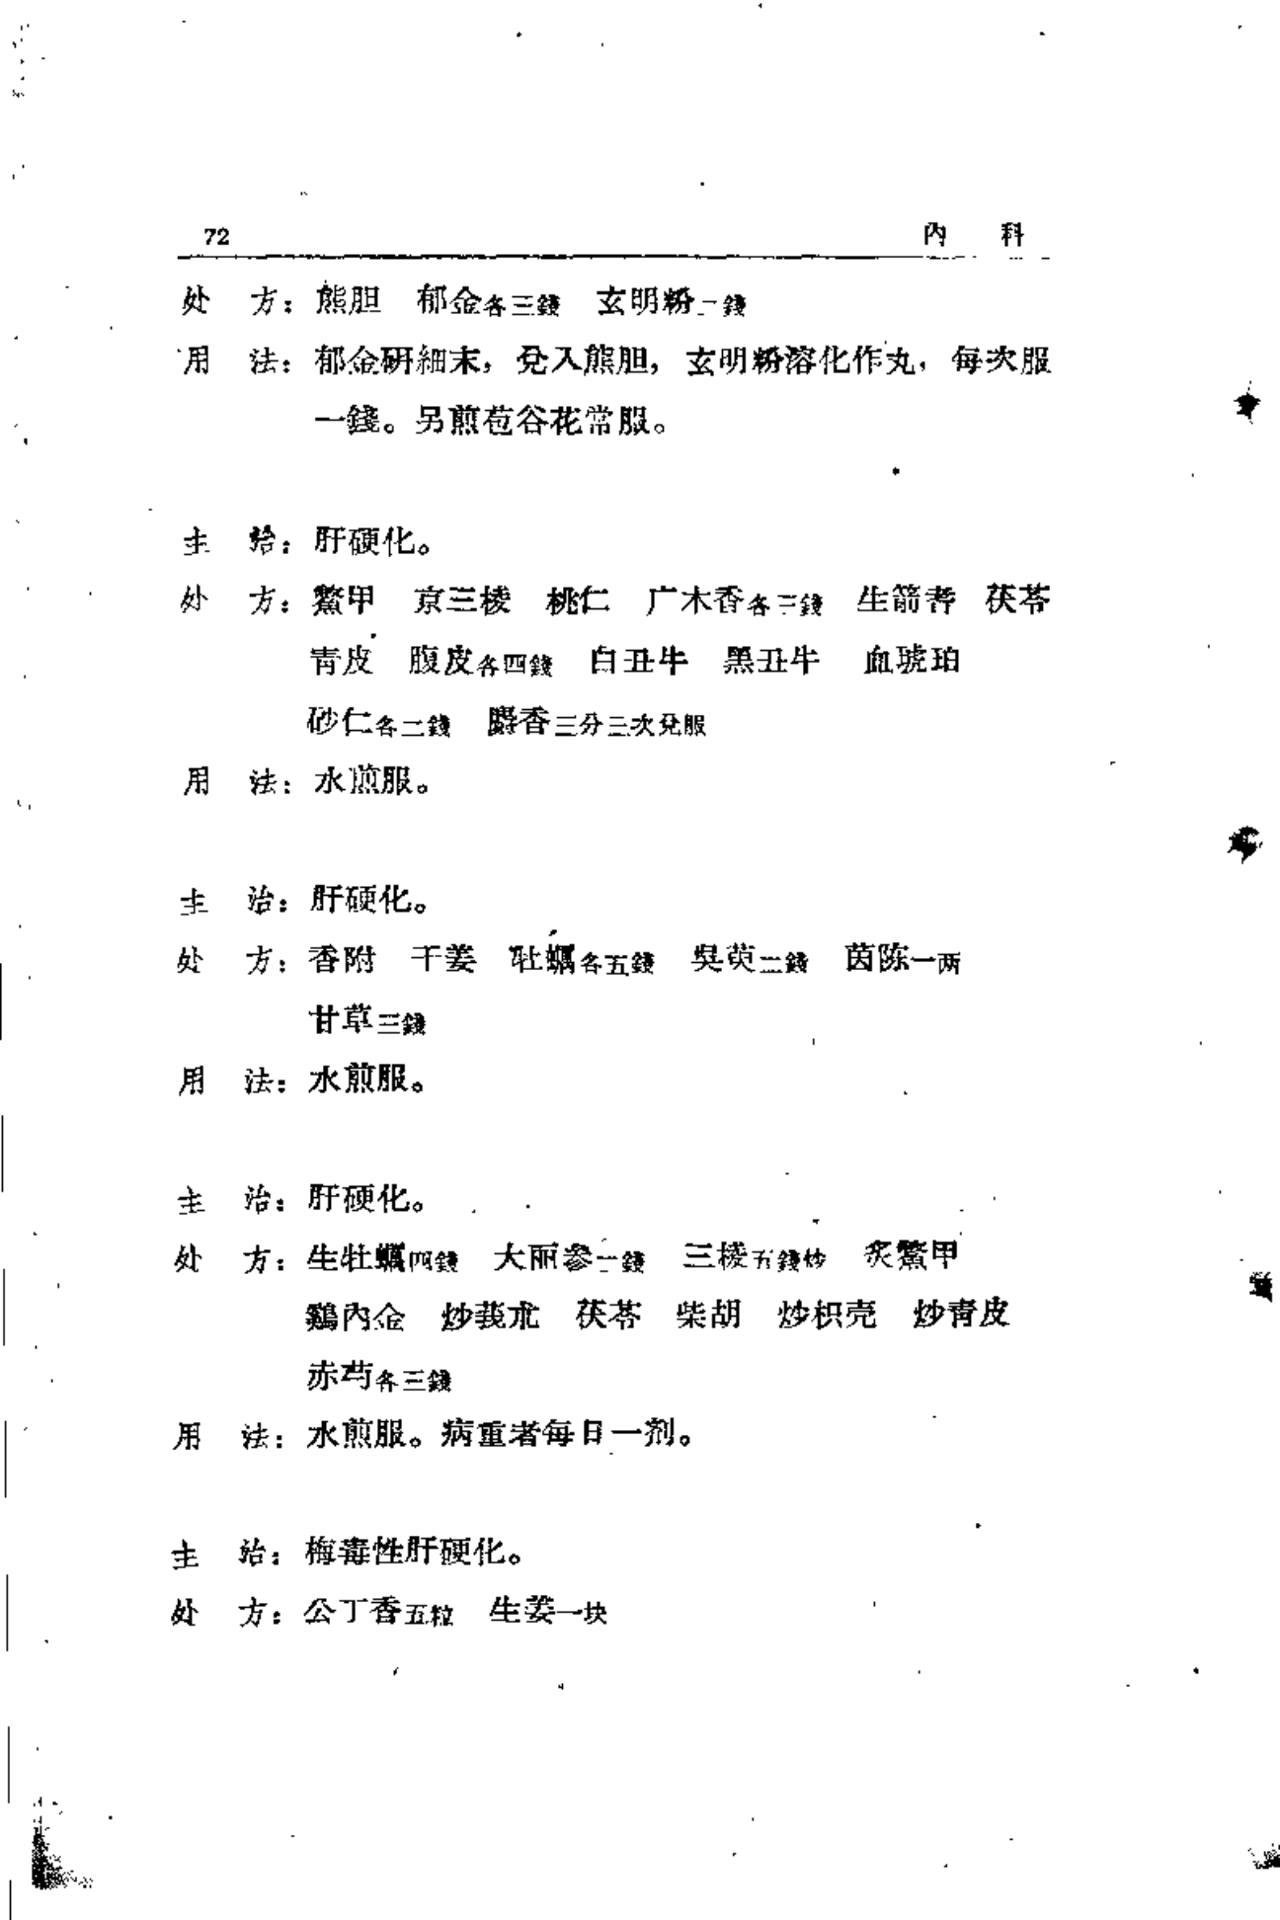 72 內 科
处 方：熊胆 郁金各三錢 玄明粉一錢
用 法：郁金研細末，兌入熊胆，玄明粉溶化作丸，每次服
一錢。另煎苞谷花常服。
主 治：肝硬化。
处 方：鱉甲 京三棱 桃仁 广木香各三錢 生箭耆 茯苓
青皮 腹皮各四錢 白丑牛 黑丑牛 血琥珀
砂仁各二錢 麝香三分三次兌服
用 法：水煎服。
主 治：肝硬化。
处 方：香附 干姜 牡蠣各五錢 吳萸二錢 茵陈一两
甘草三錢
用 法：水煎服。
主 治：肝硬化。
处 方：生牡蠣四錢 大丽参一錢 三棱五錢炒 炙鱉甲
鷄內金 炒莪朮 茯苓 柴胡 炒枳壳 炒青皮
赤芍各三錢
用 法：水煎服。病重者每日一剂。
主 治：梅毒性肝硬化。
处 方：公丁香五粒 生姜一块